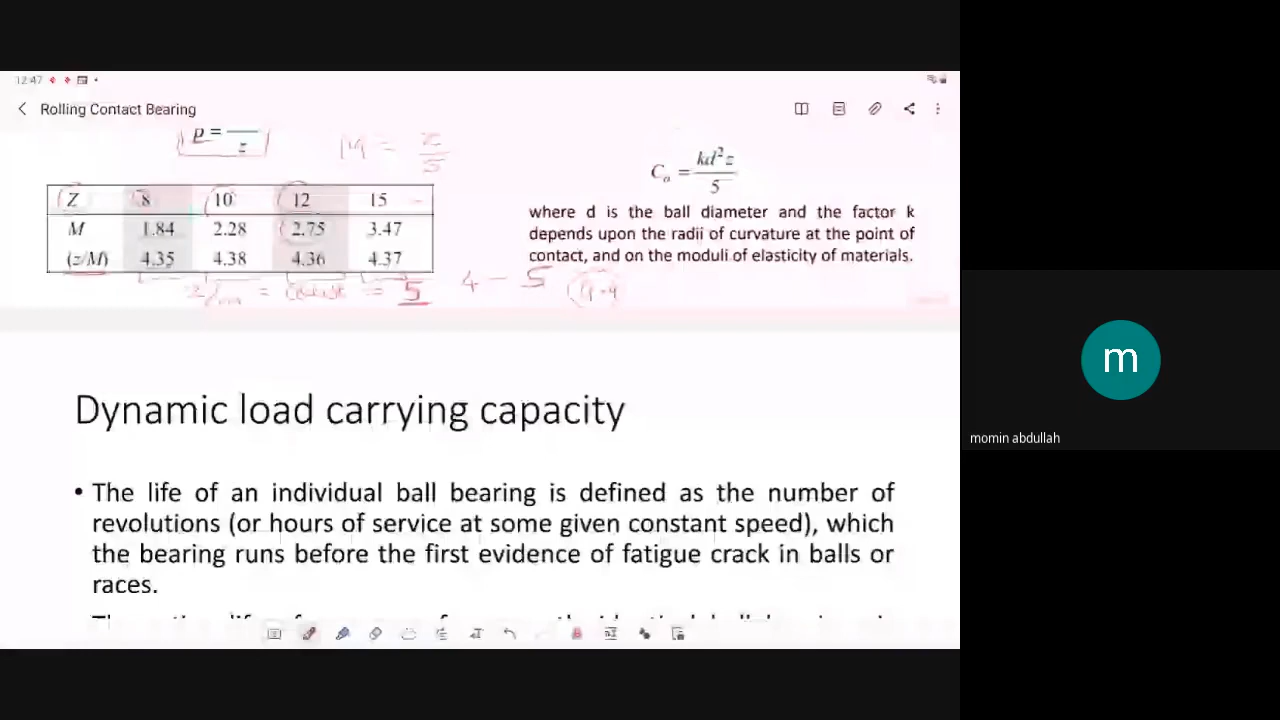 12:47
Rolling Contact Bearing
p = 
z
M = z
5
Z 8 10 12 15
M 1.84 2.28 2.75 3.47
(z/M) 4.35 4.38 4.36 4.37
z/m = = 5 4 - 5
C₀ = kd²z
5
where d is the ball diameter and the factor k
depends upon the radii of curvature at the point of
contact, and on the moduli of elasticity of materials.
Dynamic load carrying capacity
• The life of an individual ball bearing is defined as the number of
revolutions (or hours of service at some given constant speed), which
the bearing runs before the first evidence of fatigue crack in balls or
races.
m
momin abdullah